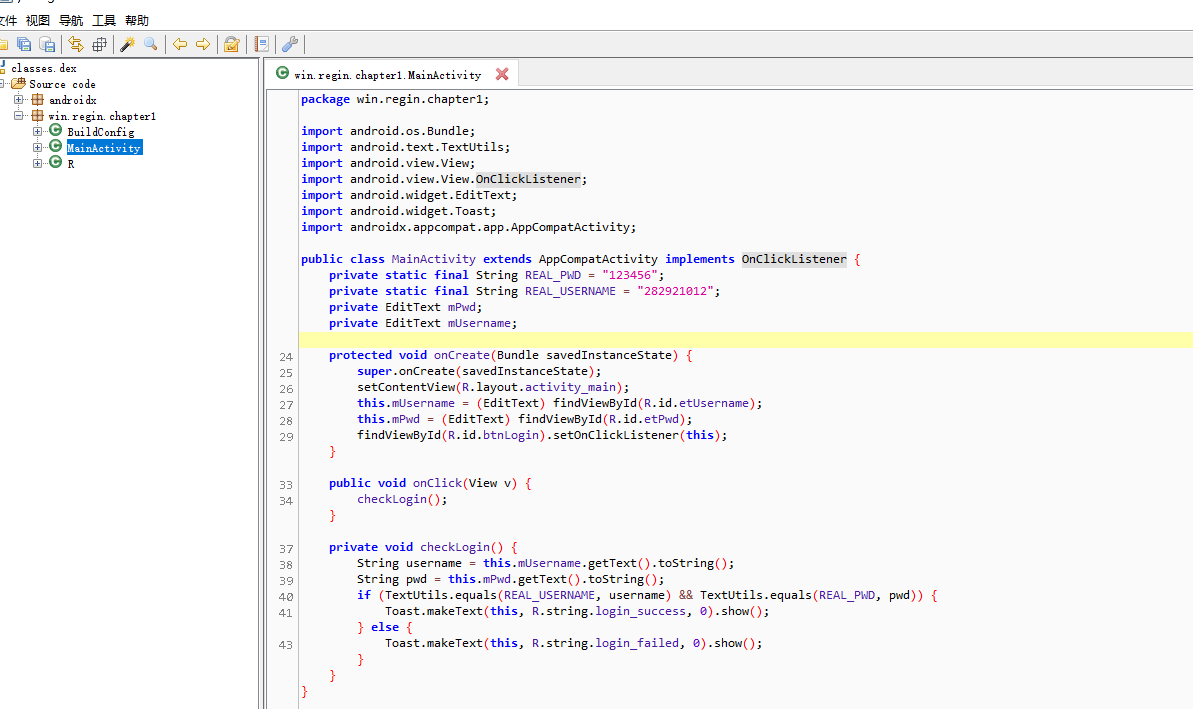 文件 视图 导航 工具 帮助
classes.dex
Source code
androidx
win.regin.chapter1
BuildConfig
MainActivity
R
win.regin.chapter1.MainActivity
package win.regin.chapter1;
import android.os.Bundle;
import android.text.TextUtils;
import android.view.View;
import android.view.View.OnClickListener;
import android.widget.EditText;
import android.widget.Toast;
import androidx.appcompat.app.AppCompatActivity;
public class MainActivity extends AppCompatActivity implements OnClickListener {
private static final String REAL_PWD = "123456";
private static final String REAL_USERNAME = "282921012";
private EditText mPwd;
private EditText mUsername;
24 protected void onCreate(Bundle savedInstanceState) {
25 super.onCreate(savedInstanceState);
26 setContentView(R.layout.activity_main);
27 this.mUsername = (EditText) findViewById(R.id.etUsername);
28 this.mPwd = (EditText) findViewById(R.id.etPwd);
29 findViewById(R.id.btnLogin).setOnClickListener(this);
}
33 public void onClick(View v) {
34 checkLogin();
}
37 private void checkLogin() {
38 String username = this.mUsername.getText().toString();
39 String pwd = this.mPwd.getText().toString();
40 if (TextUtils.equals(REAL_USERNAME, username) && TextUtils.equals(REAL_PWD, pwd)) {
41 Toast.makeText(this, R.string.login_success, 0).show();
} else {
43 Toast.makeText(this, R.string.login_failed, 0).show();
}
}
}